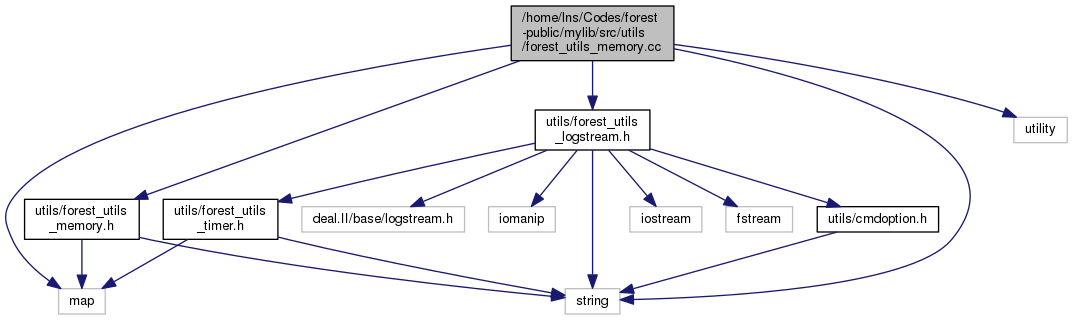 /home/lns/Codes/forest
-public/mylib/src/utils
/forest_utils_memory.cc
utils/forest_utils
_logstream.h
utility
utils/forest_utils
_memory.h
utils/forest_utils
_timer.h
deal.II/base/logstream.h
iomanip
iostream
fstream
utils/cmdoption.h
map
string